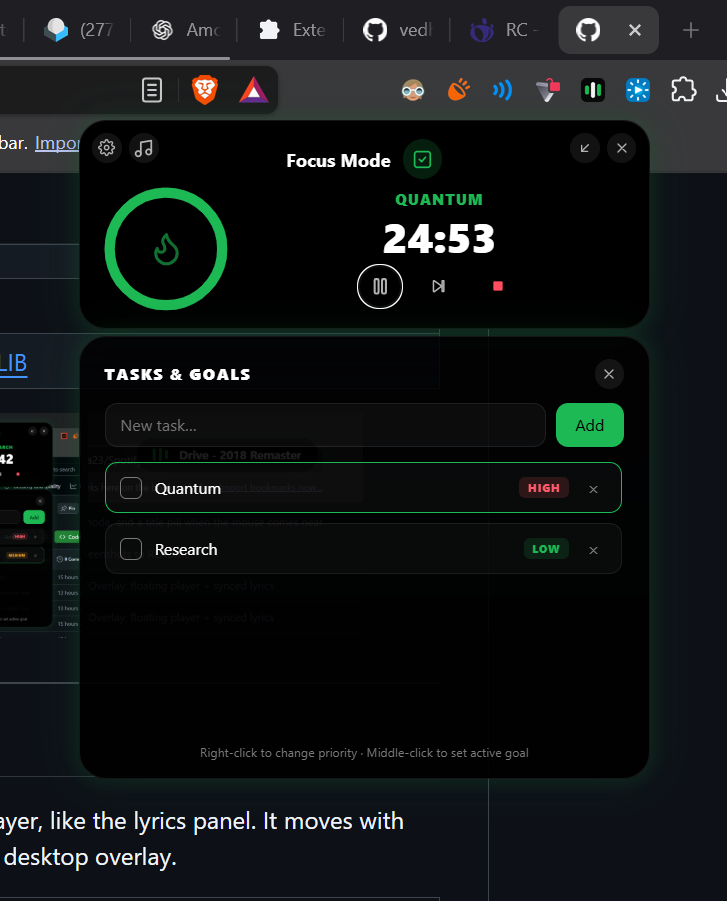 (277
Amo
Exte
ved
RC -
bar. Impor
Focus Mode
QUANTUM
24:53
LIB
TASKS & GOALS
New task...
Add
Drive - 2018 Remaster
Quantum
HIGH
Research
LOW
Overlay: floating player + synced lyrics
Overlay: floating player + synced lyrics
Right-click to change priority · Middle-click to set active goal
ayer, like the lyrics panel. It moves with
desktop overlay.